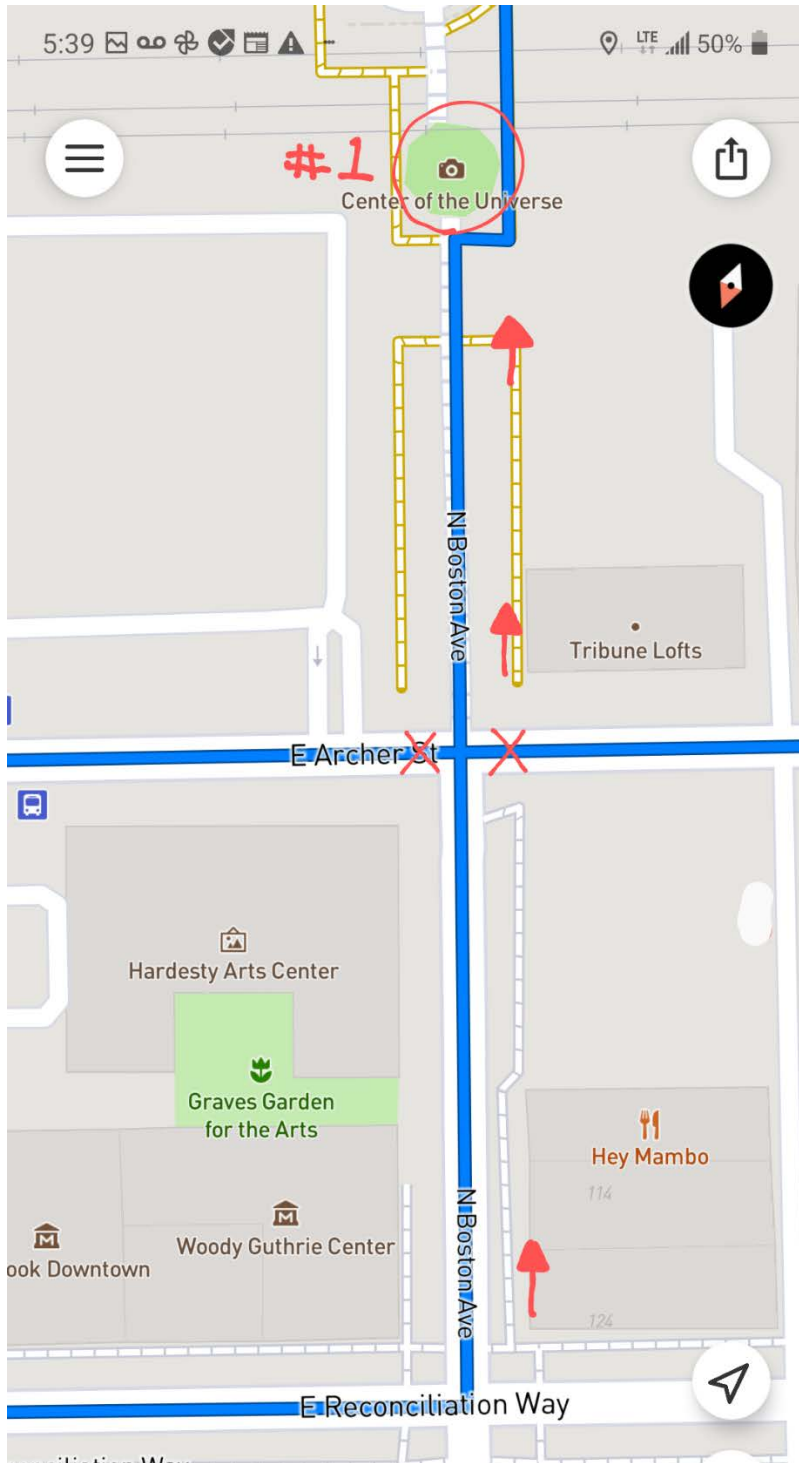 5:39
LTE
50%
#1
Center of the Universe
N Boston Ave
Tribune Lofts
E Archer St
Hardesty Arts Center
Graves Garden
for the Arts
Hey Mambo
114
Woody Guthrie Center
ook Downtown
N Boston Ave
124
E Reconciliation Way